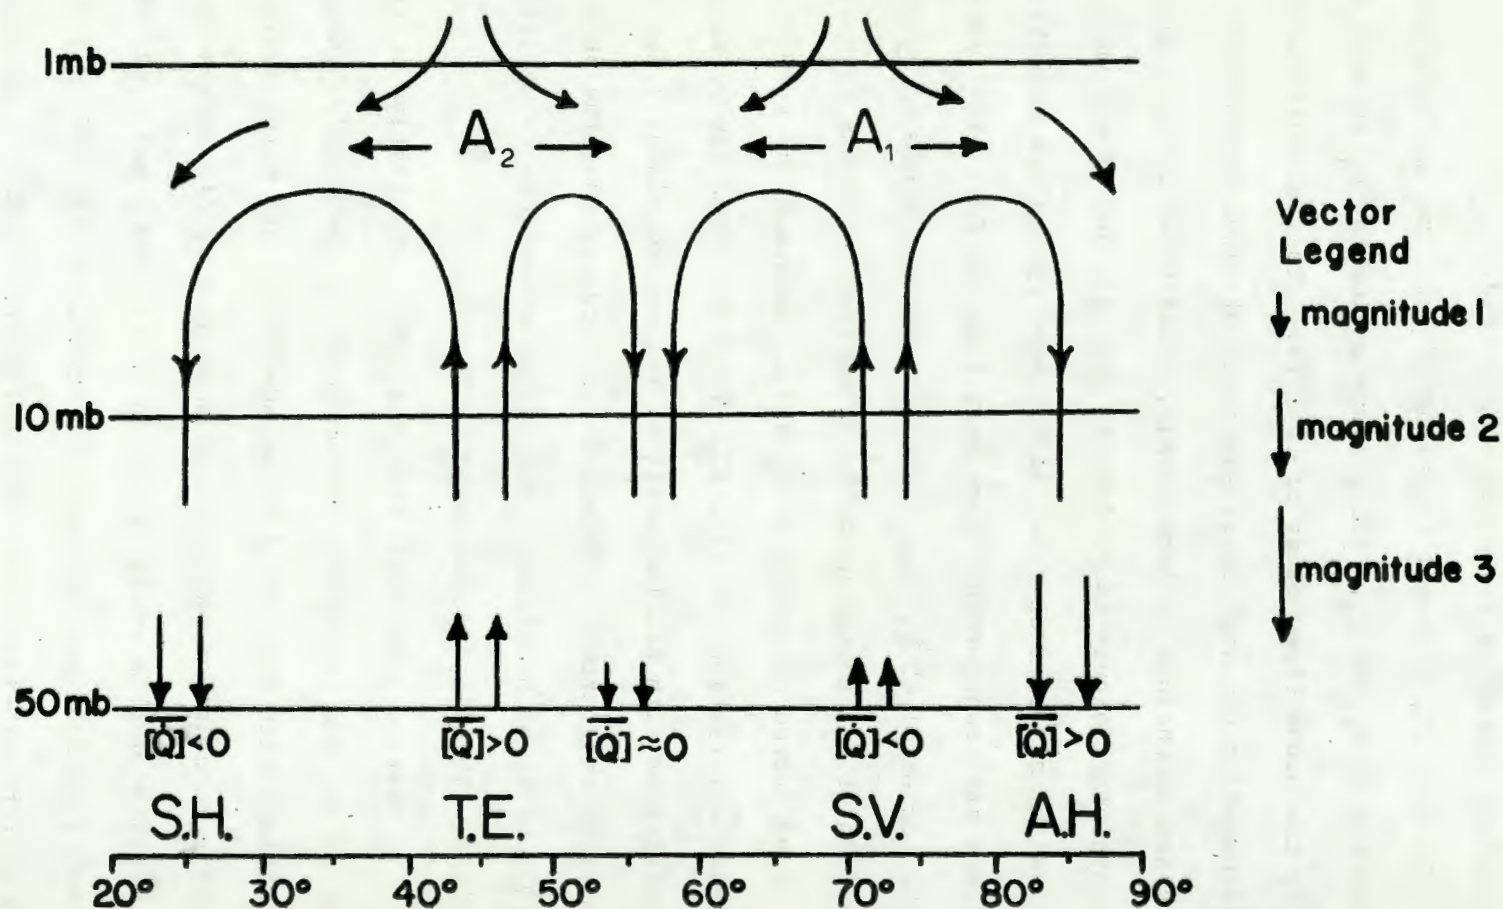 1mb
A₂
A₁
Vector
Legend
magnitude 1
10 mb
magnitude 2
magnitude 3
50mb
[Q̇]<0
[Q̇]>0
[Q̇]≈0
[Q̇]<0
[Q̇]>0
S.H.
T.E.
S.V.
A.H.
20° 30° 40° 50° 60° 70° 80° 90°